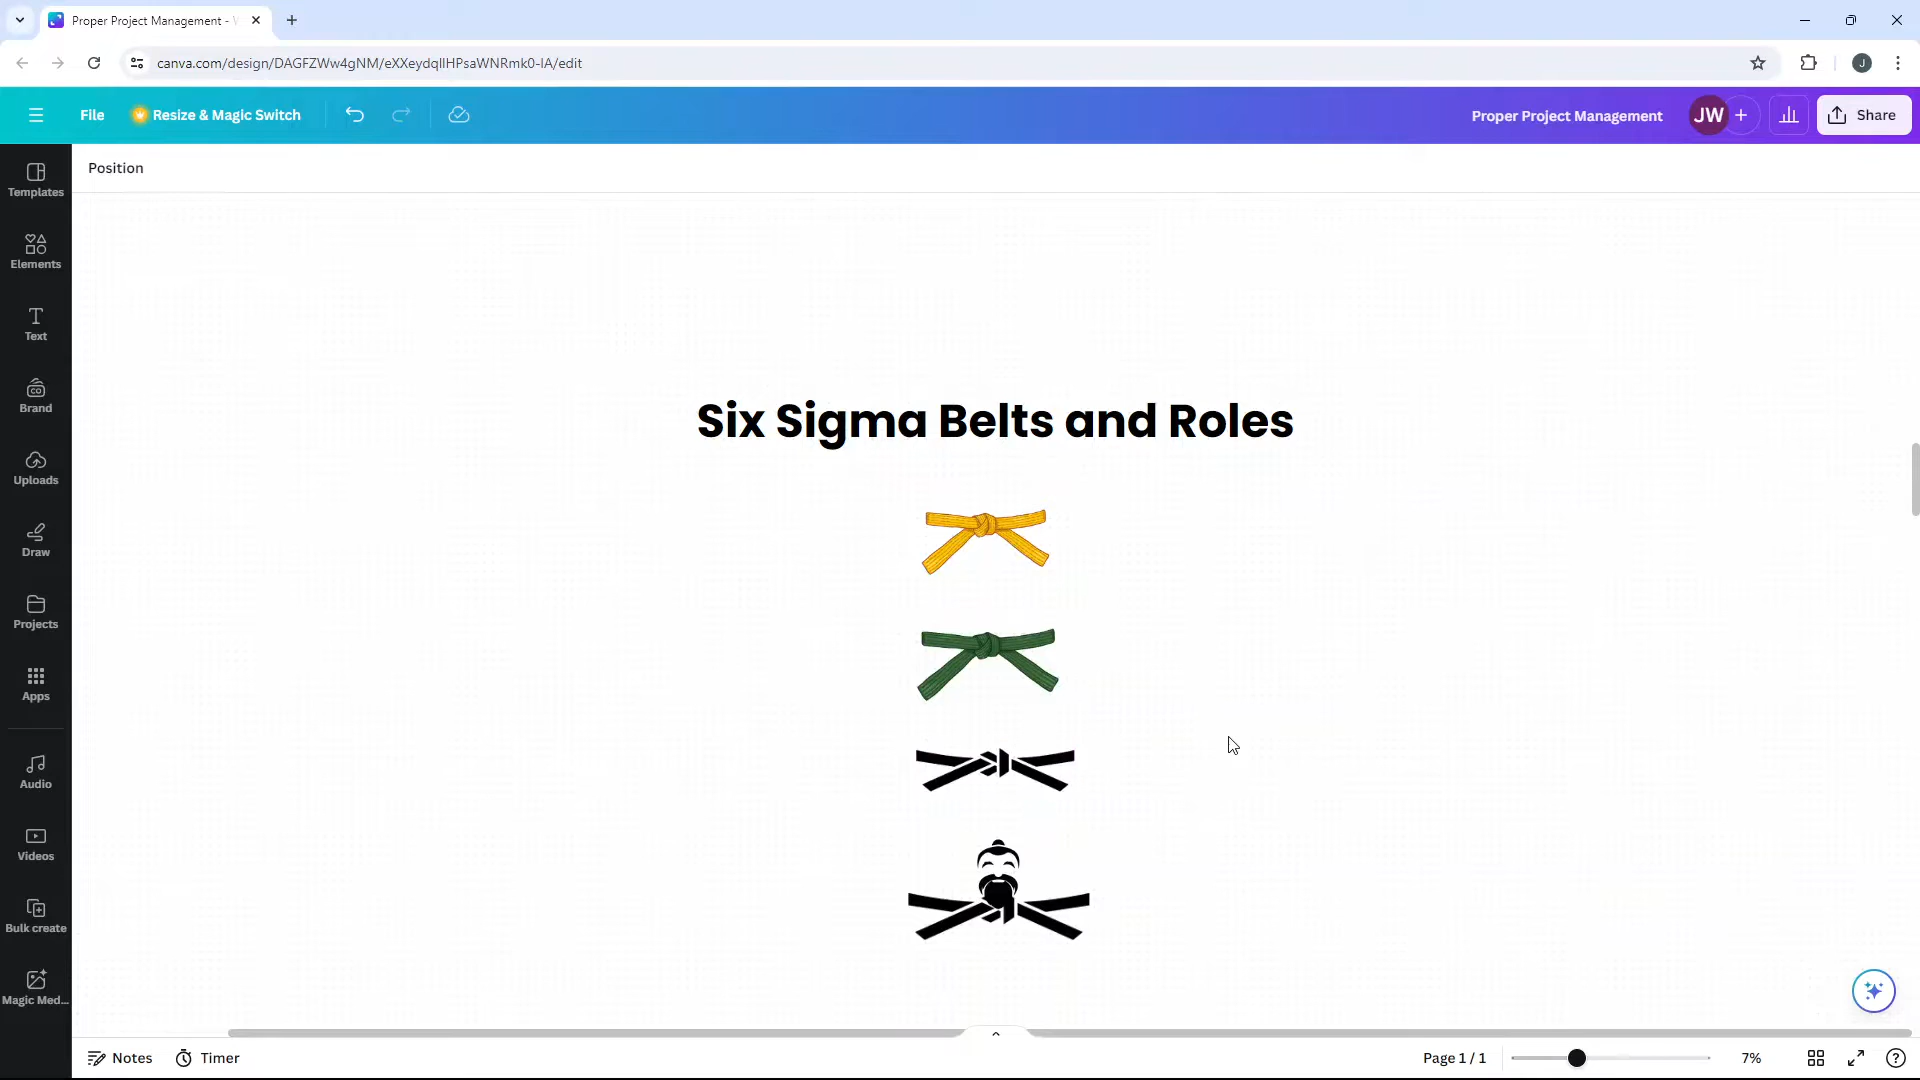 Proper Project Management - W
canva.com/design/DAGFZWw4gNM/eXXeydqIIHPsaWNRmk0-IA/edit
J
File
Resize & Magic Switch
Proper Project Management
JW
Share
Position
Templates
Elements
Text
Brand
Uploads
Draw
Projects
Apps
Audio
Videos
Bulk create
Magic Med...
Six Sigma Belts and Roles
Notes
Timer
Page 1 / 1
7%